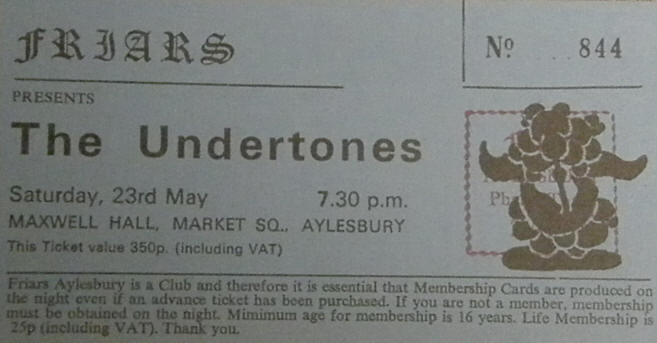 FRIARS
Nº 844
PRESENTS
The Undertones
Saturday, 23rd May 7.30 p.m.
MAXWELL HALL, MARKET SQ., AYLESBURY
This Ticket value 350p. (including VAT)
Friars Aylesbury is a Club and therefore it is essential that Membership Cards are produced on
the night even if an advance ticket has been purchased. If you are not a member, membership
must be obtained on the night. Mimimum age for membership is 16 years. Life Membership is
25p (including VAT). Thank you.